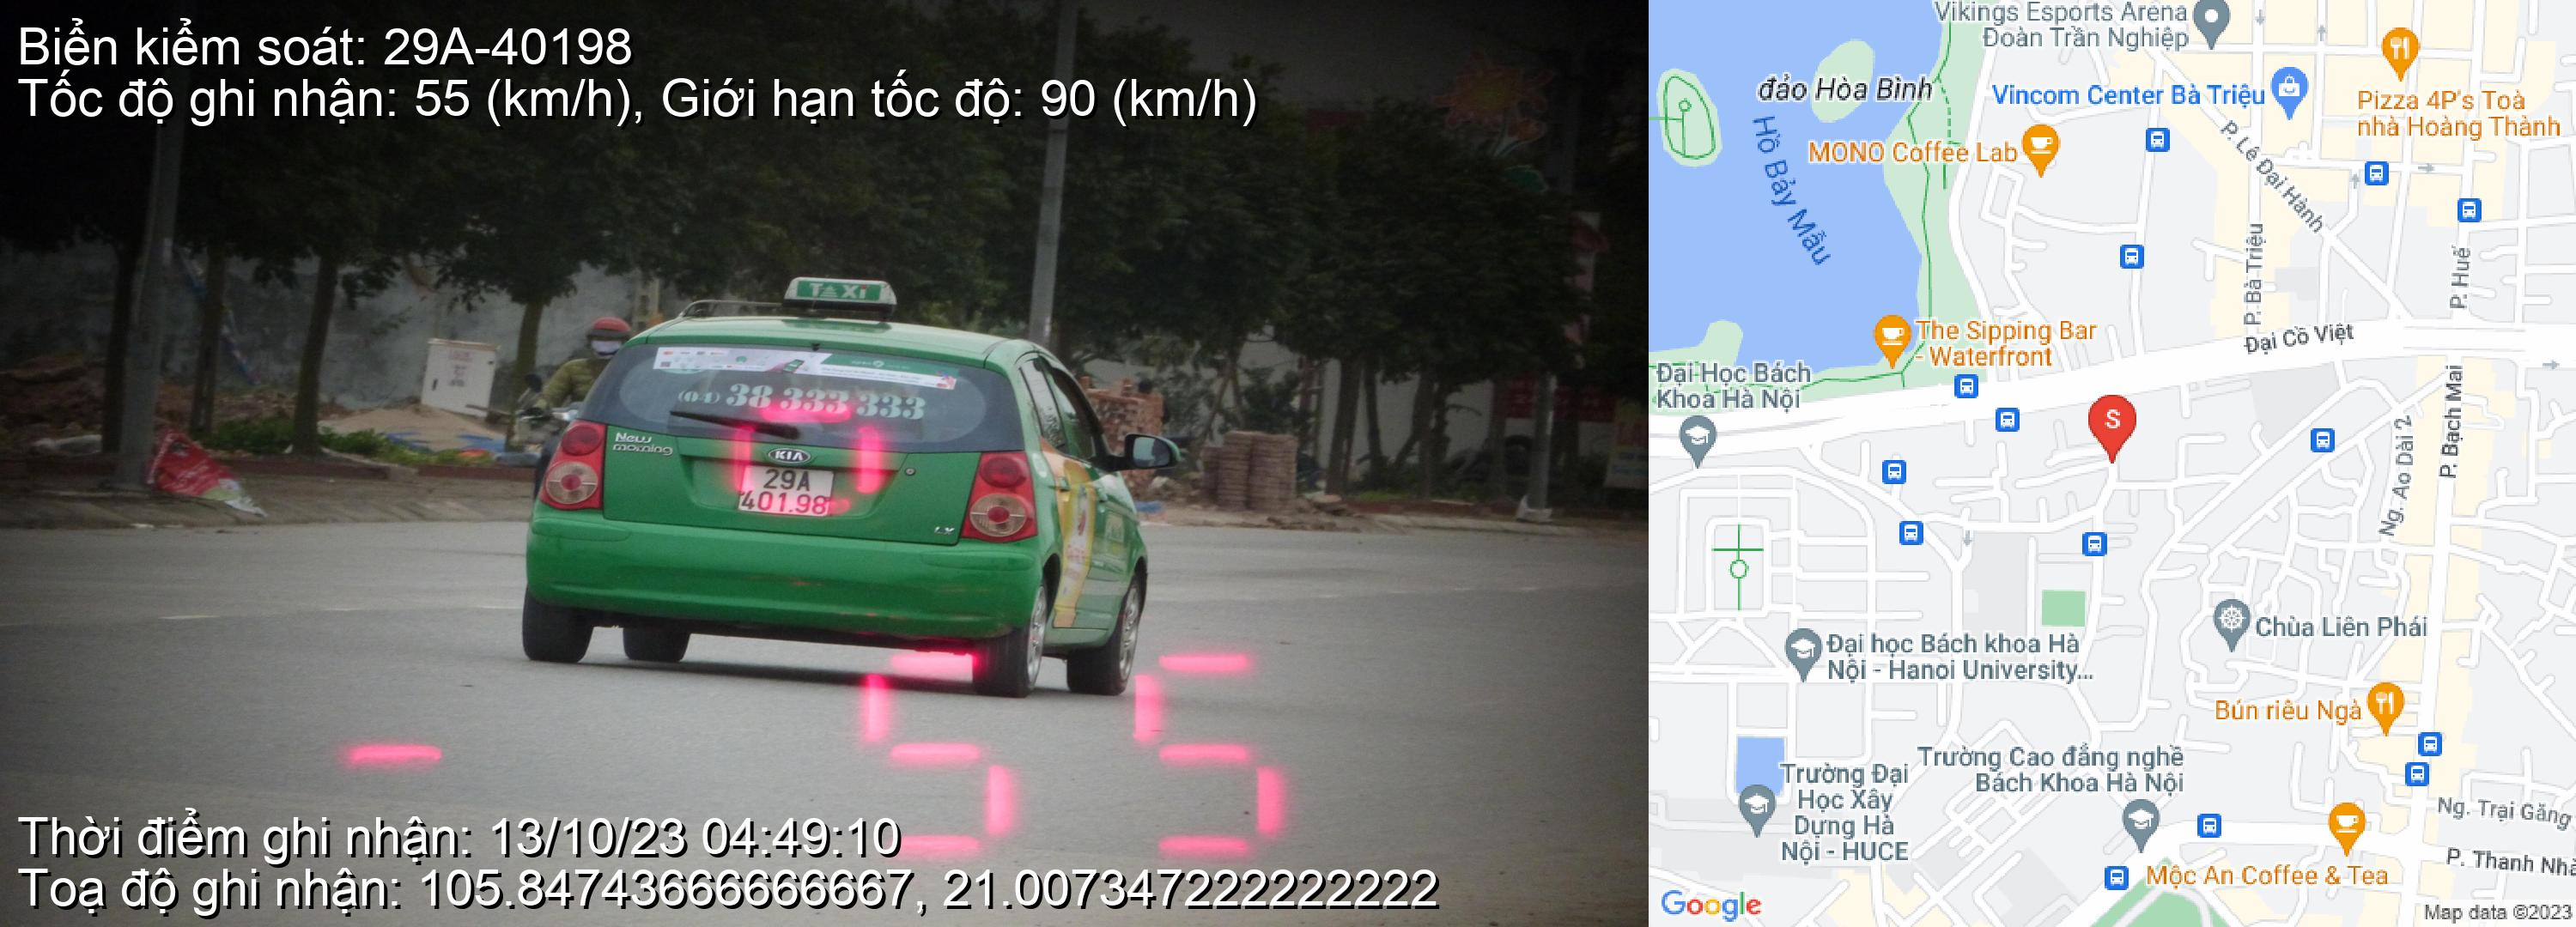 Biển kiểm soát: 29A-40198
Tốc độ ghi nhận: 55 (km/h), Giới hạn tốc độ: 90 (km/h)
TAXI
(04) 38 333 333
New
morning
KIA
29A
401.98
LX
-55
Thời điểm ghi nhận: 13/10/23 04:49:10
Toạ độ ghi nhận: 105.84743666666667, 21.007347222222222
Vikings Esports Arena
Đoàn Trần Nghiệp
đảo Hòa Bình
Hồ Bảy Mẫu
Vincom Center Bà Triệu
Pizza 4P's Toà
nhà Hoàng Thành
MONO Coffee Lab
P. Lê Đại Hành
P. Bà Triệu
P. Huế
The Sipping Bar
- Waterfront
Đại Cồ Việt
Đại Học Bách
Khoa Hà Nội
S
Ng. Ao Dài 2
P. Bạch Mai
Chùa Liên Phái
Đại học Bách khoa Hà
Nội - Hanoi University...
Bún riêu Ngà
Trường Cao đẳng nghề
Bách Khoa Hà Nội
Trường Đại
Học Xây
Dựng Hà
Nội - HUCE
Ng. Trại Găng
P. Thanh Nhà
Mộc An Coffee & Tea
Google
Map data ©2023